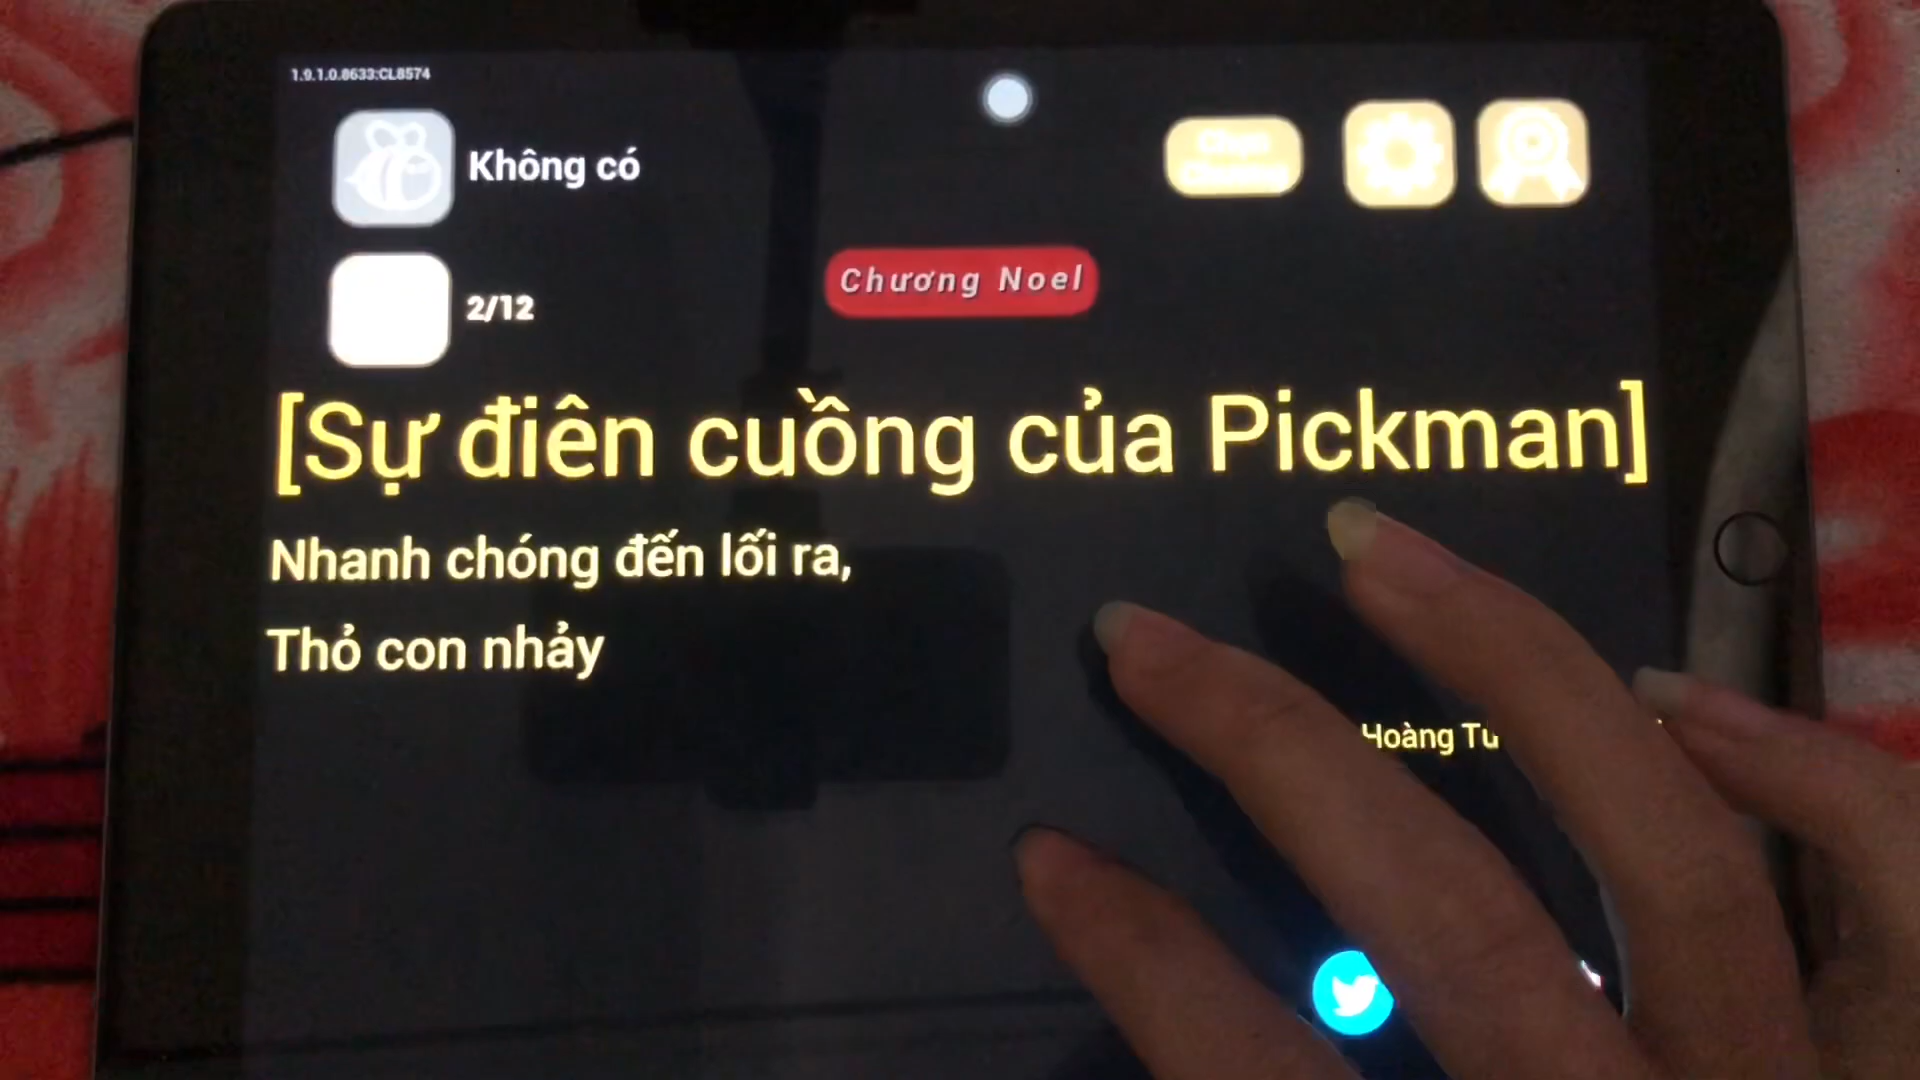 1.9.1.0.8633:CL8574
Không có
2/12
Chương Noel
[Sự điên cuồng của Pickman]
Nhanh chóng đến lối ra,
Thỏ con nhảy
Hoàng